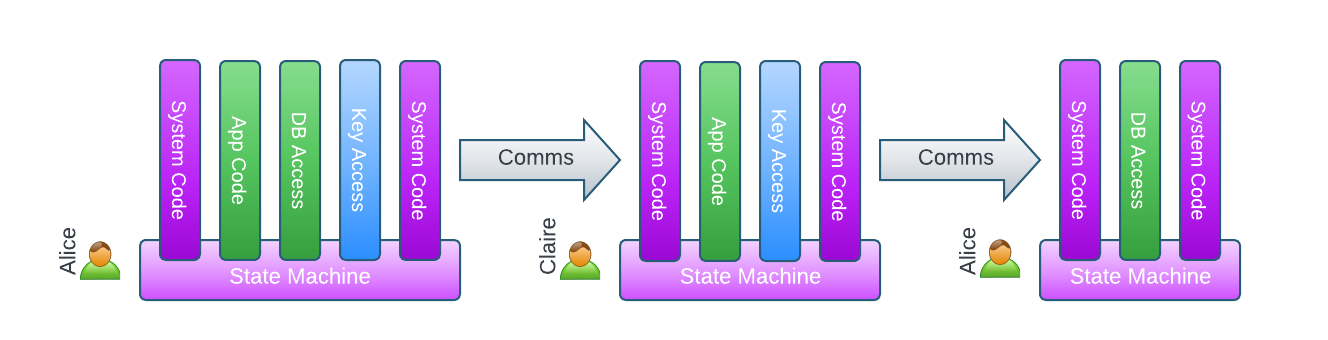 Alice
System Code
App Code
DB Access
Key Access
System Code
State Machine
Comms
Claire
System Code
App Code
Key Access
System Code
State Machine
Comms
Alice
System Code
DB Access
System Code
State Machine